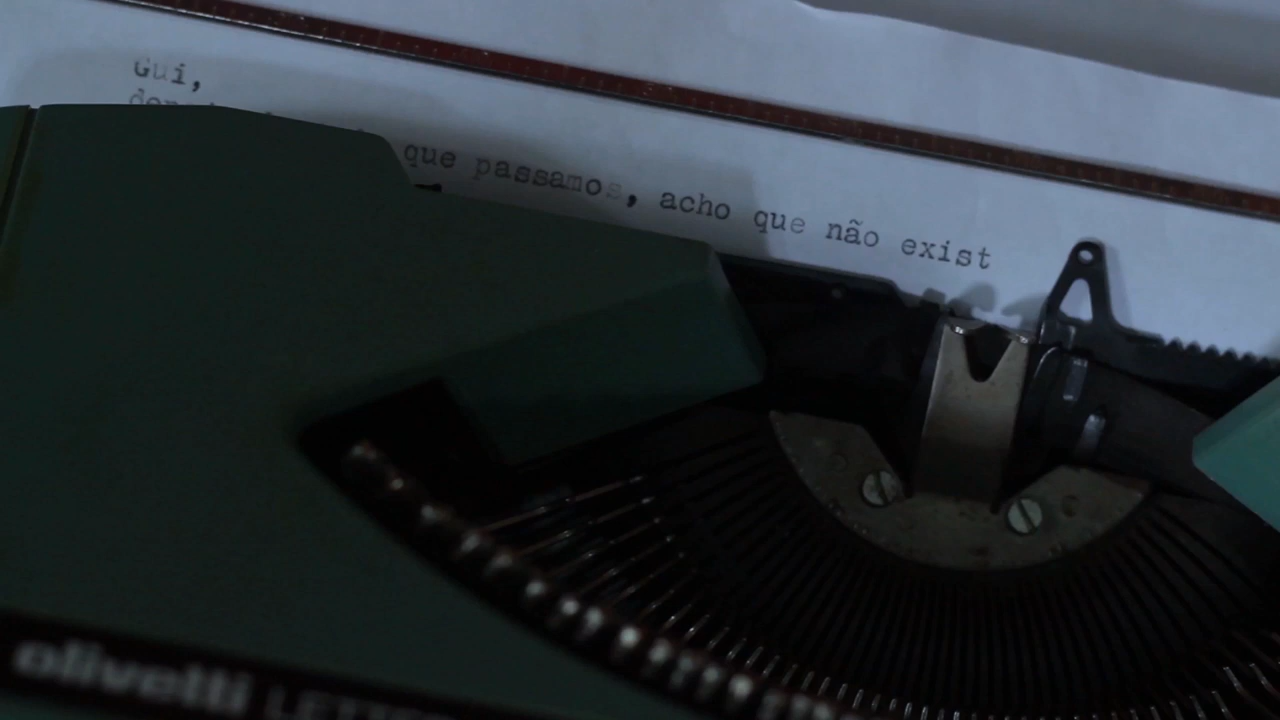 Gui,
que passamos, acho que não exist
olivetti